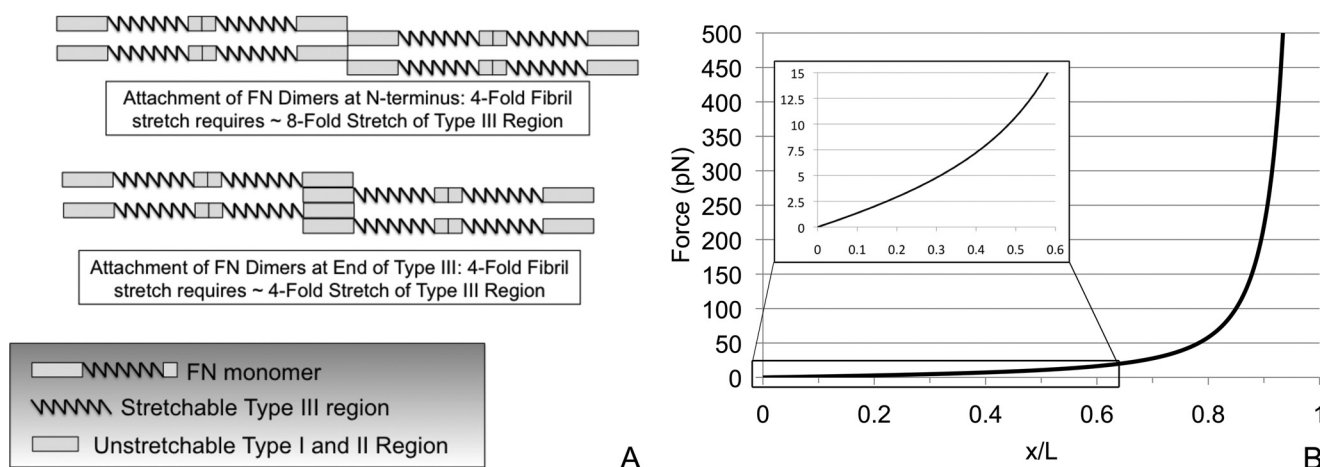 Attachment of FN Dimers at N-terminus: 4-Fold Fibril
stretch requires ~ 8-Fold Stretch of Type III Region
Attachment of FN Dimers at End of Type III: 4-Fold Fibril
stretch requires ~ 4-Fold Stretch of Type III Region
FN monomer
Stretchable Type III region
Unstretchable Type I and II Region
A
Force (pN)
500
450
400
350
300
250
200
150
100
50
0
15
12.5
10
7.5
5
2.5
0
0 0.1 0.2 0.3 0.4 0.5 0.6
0 0.2 0.4 0.6 0.8 1
x/L
B